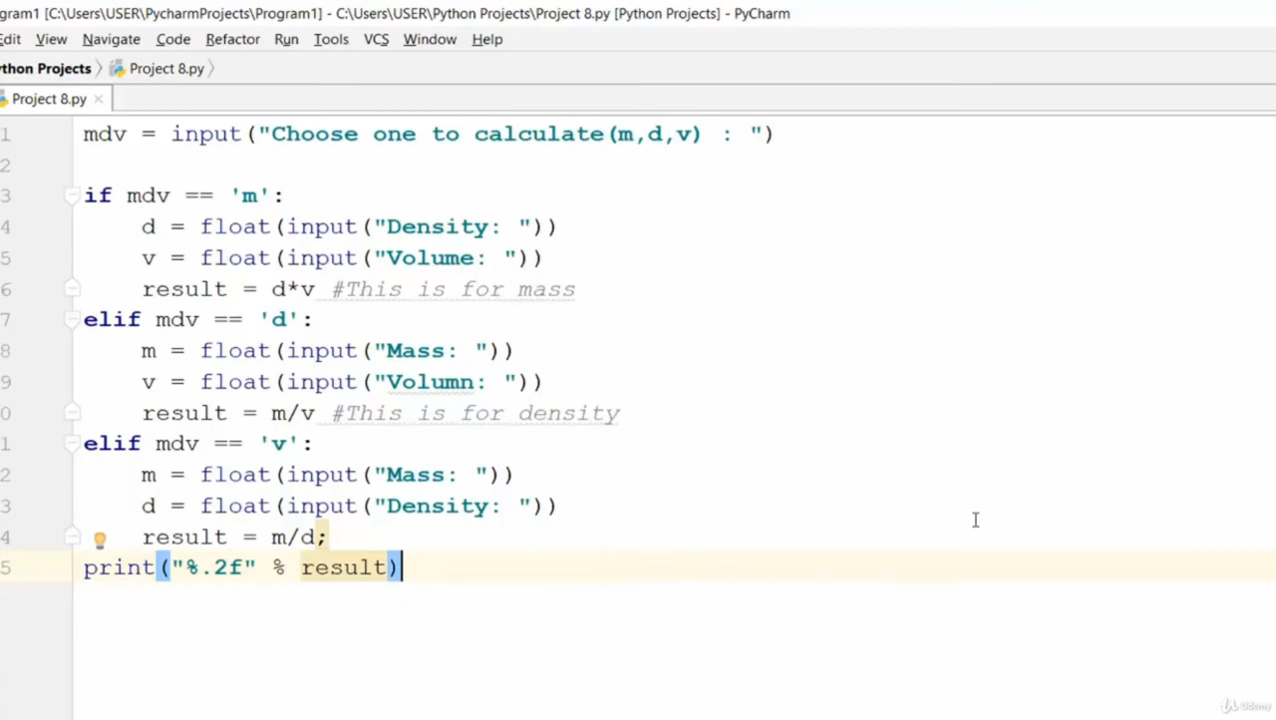 gram1 [C:\Users\USER\PycharmProjects\Program1] - C:\Users\USER\Python Projects\Project 8.py [Python Projects] - PyCharm
Edit View Navigate Code Refactor Run Tools VCS Window Help
thon Projects Project 8.py
Project 8.py ×
1 mdv = input("Choose one to calculate(m,d,v) : ")
2
3 if mdv == 'm':
4     d = float(input("Density: "))
5     v = float(input("Volume: "))
6     result = d*v #This is for mass
7 elif mdv == 'd':
8     m = float(input("Mass: "))
9     v = float(input("Volumn: "))
0     result = m/v #This is for density
1 elif mdv == 'v':
2     m = float(input("Mass: "))
3     d = float(input("Density: "))
4     result = m/d;
5 print("%.2f" % result)
Udemy